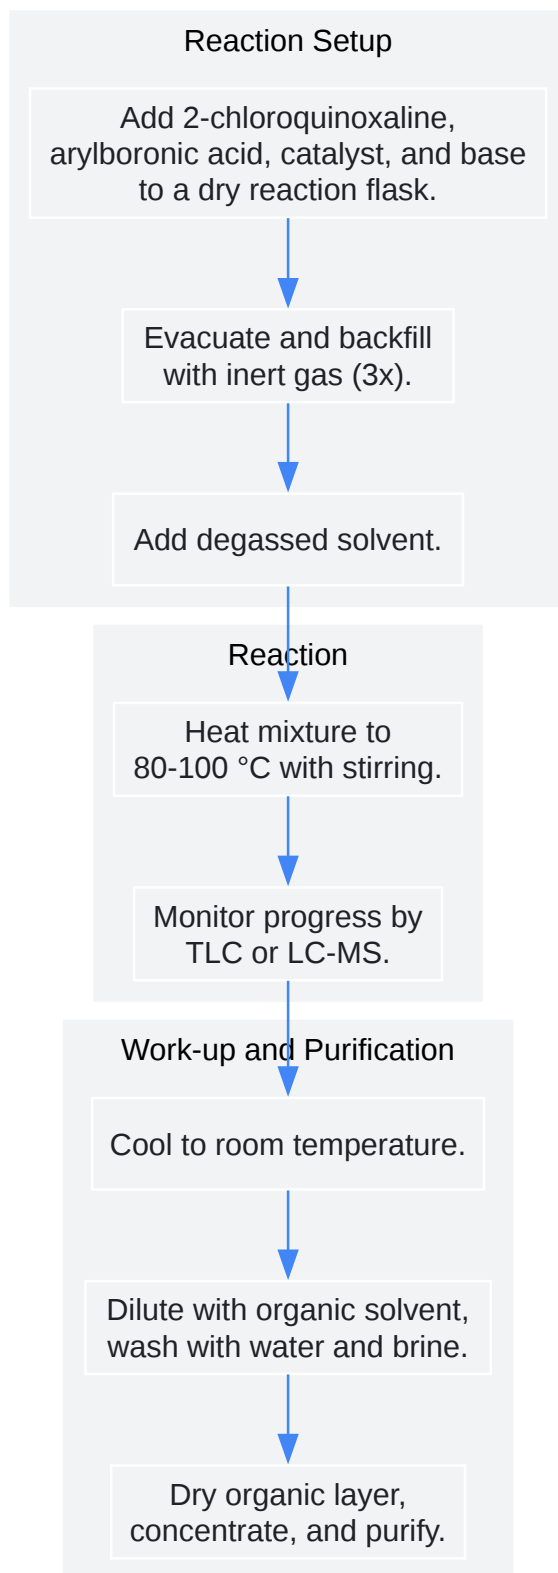 Reaction Setup
Add 2-chloroquinoxaline,
arylboronic acid, catalyst, and base
to a dry reaction flask.
Evacuate and backfill
with inert gas (3x).
Add degassed solvent.
Reaction
Heat mixture to
80-100 °C with stirring.
Monitor progress by
TLC or LC-MS.
Work-up and Purification
Cool to room temperature.
Dilute with organic solvent,
wash with water and brine.
Dry organic layer,
concentrate, and purify.